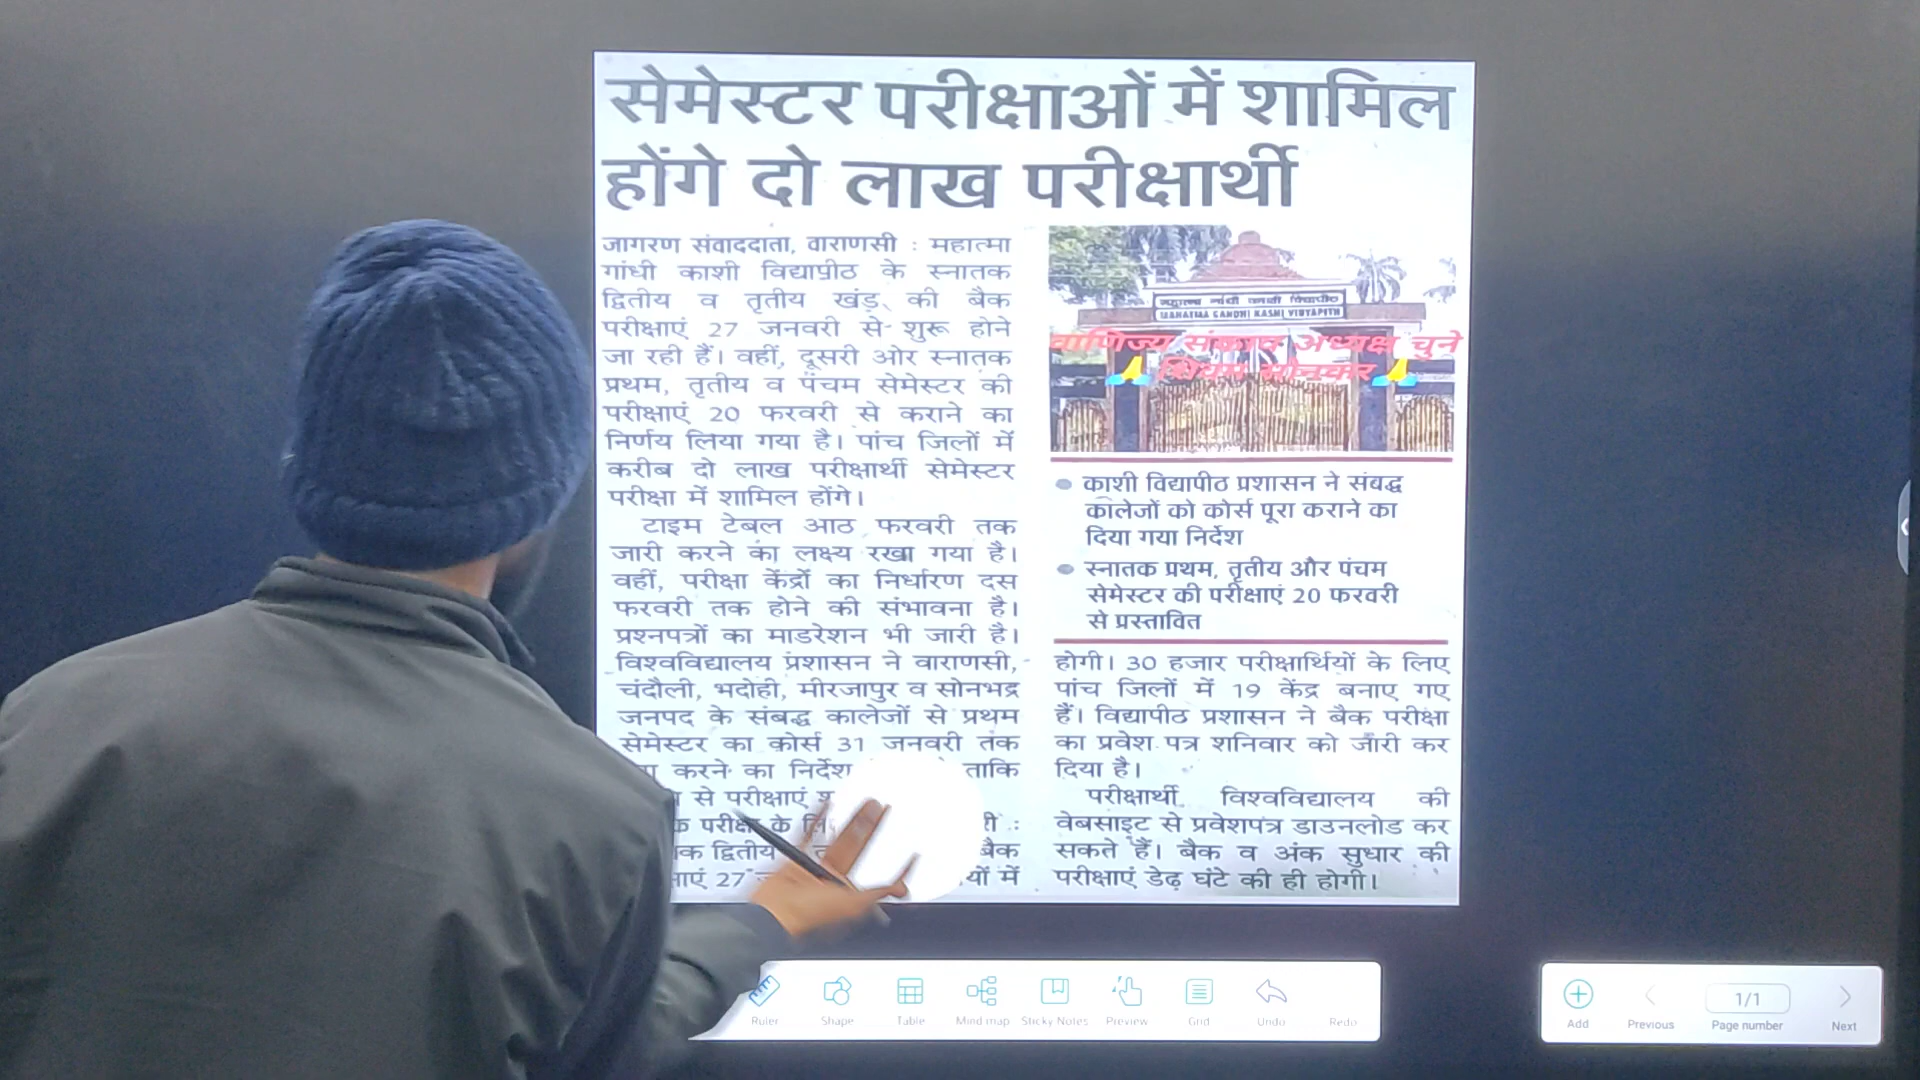 सेमेस्टर परीक्षाओं में शामिल
होंगे दो लाख परीक्षार्थी
जागरण संवाददाता, वाराणसी : महात्मा
गांधी काशी विद्यापीठ के स्नातक
द्वितीय व तृतीय खंड की बैक
परीक्षाएं 27 जनवरी से शुरू होने
जा रही हैं। वहीं, दूसरी ओर स्नातक
प्रथम, तृतीय व पंचम सेमेस्टर की
परीक्षाएं 20 फरवरी से कराने का
निर्णय लिया गया है। पांच जिलों में
करीब दो लाख परीक्षार्थी सेमेस्टर
परीक्षा में शामिल होंगे।
टाइम टेबल आठ फरवरी तक
जारी करने का लक्ष्य रखा गया है।
वहीं, परीक्षा केंद्रों का निर्धारण दस
फरवरी तक होने की संभावना है।
प्रश्नपत्रों का माडरेशन भी जारी है।
विश्वविद्यालय प्रशासन ने वाराणसी,
चंदौली, भदोही, मीरजापुर व सोनभद्र
जनपद के संबद्ध कालेजों से प्रथम
सेमेस्टर का कोर्स 31 जनवरी तक
करने का निर्देश ताकि
से परीक्षाएं
परीक्षा के
द्वितीय बैक
27 में
महात्मा गांधी काशी विद्यापीठ
MAHATMA GANDHI KASHI VIDYAPITH
वाणिज्य संकाय अध्यक्ष चुने
शिवम सोनकर
काशी विद्यापीठ प्रशासन ने संबद्ध
कालेजों को कोर्स पूरा कराने का
दिया गया निर्देश
स्नातक प्रथम, तृतीय और पंचम
सेमेस्टर की परीक्षाएं 20 फरवरी
से प्रस्तावित
होगी। 30 हजार परीक्षार्थियों के लिए
पांच जिलों में 19 केंद्र बनाए गए
हैं। विद्यापीठ प्रशासन ने बैक परीक्षा
का प्रवेश पत्र शनिवार को जारी कर
दिया है।
परीक्षार्थी विश्वविद्यालय की
वेबसाइट से प्रवेशपत्र डाउनलोड कर
सकते हैं। बैक व अंक सुधार की
परीक्षाएं डेढ़ घंटे की ही होगी।
Ruler Shape Table Mind map Sticky Notes Preview Grid Undo Redo
Add Previous 1/1 Page number Next